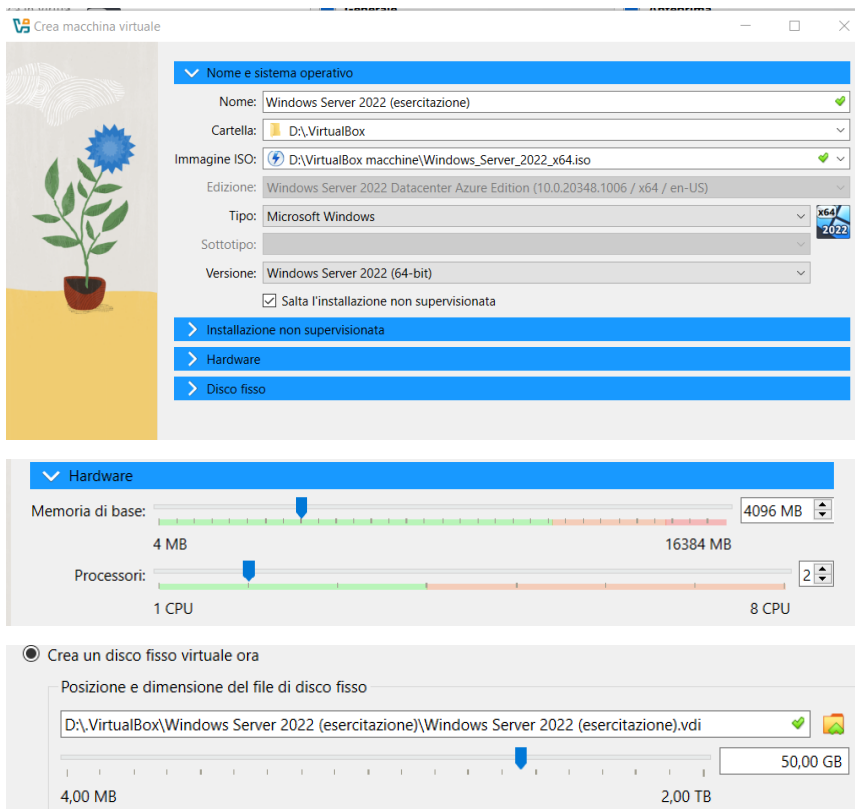 Generale Anteprima
Crea macchina virtuale
Nome e sistema operativo
Nome: Windows Server 2022 (esercitazione)
Cartella: D:\.VirtualBox
Immagine ISO: D:\VirtualBox macchine\Windows_Server_2022_x64.iso
Edizione: Windows Server 2022 Datacenter Azure Edition (10.0.20348.1006 / x64 / en-US)
Tipo: Microsoft Windows
x64
2022
Sottotipo:
Versione: Windows Server 2022 (64-bit)
Salta l'installazione non supervisionata
Installazione non supervisionata
Hardware
Disco fisso
Hardware
Memoria di base: 4096 MB
4 MB 16384 MB
Processori: 2
1 CPU 8 CPU
Crea un disco fisso virtuale ora
Posizione e dimensione del file di disco fisso
D:\.VirtualBox\Windows Server 2022 (esercitazione)\Windows Server 2022 (esercitazione).vdi
50,00 GB
4,00 MB 2,00 TB